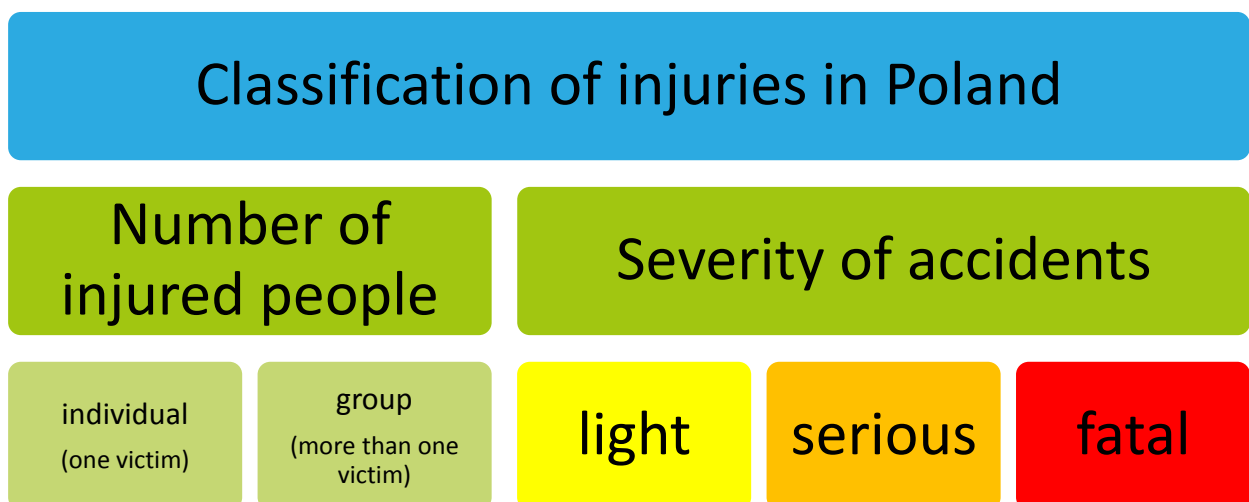 Classification of injuries in Poland
Number of
injured people
Severity of accidents
individual
(one victim)
group
(more than one
victim)
light
serious
fatal